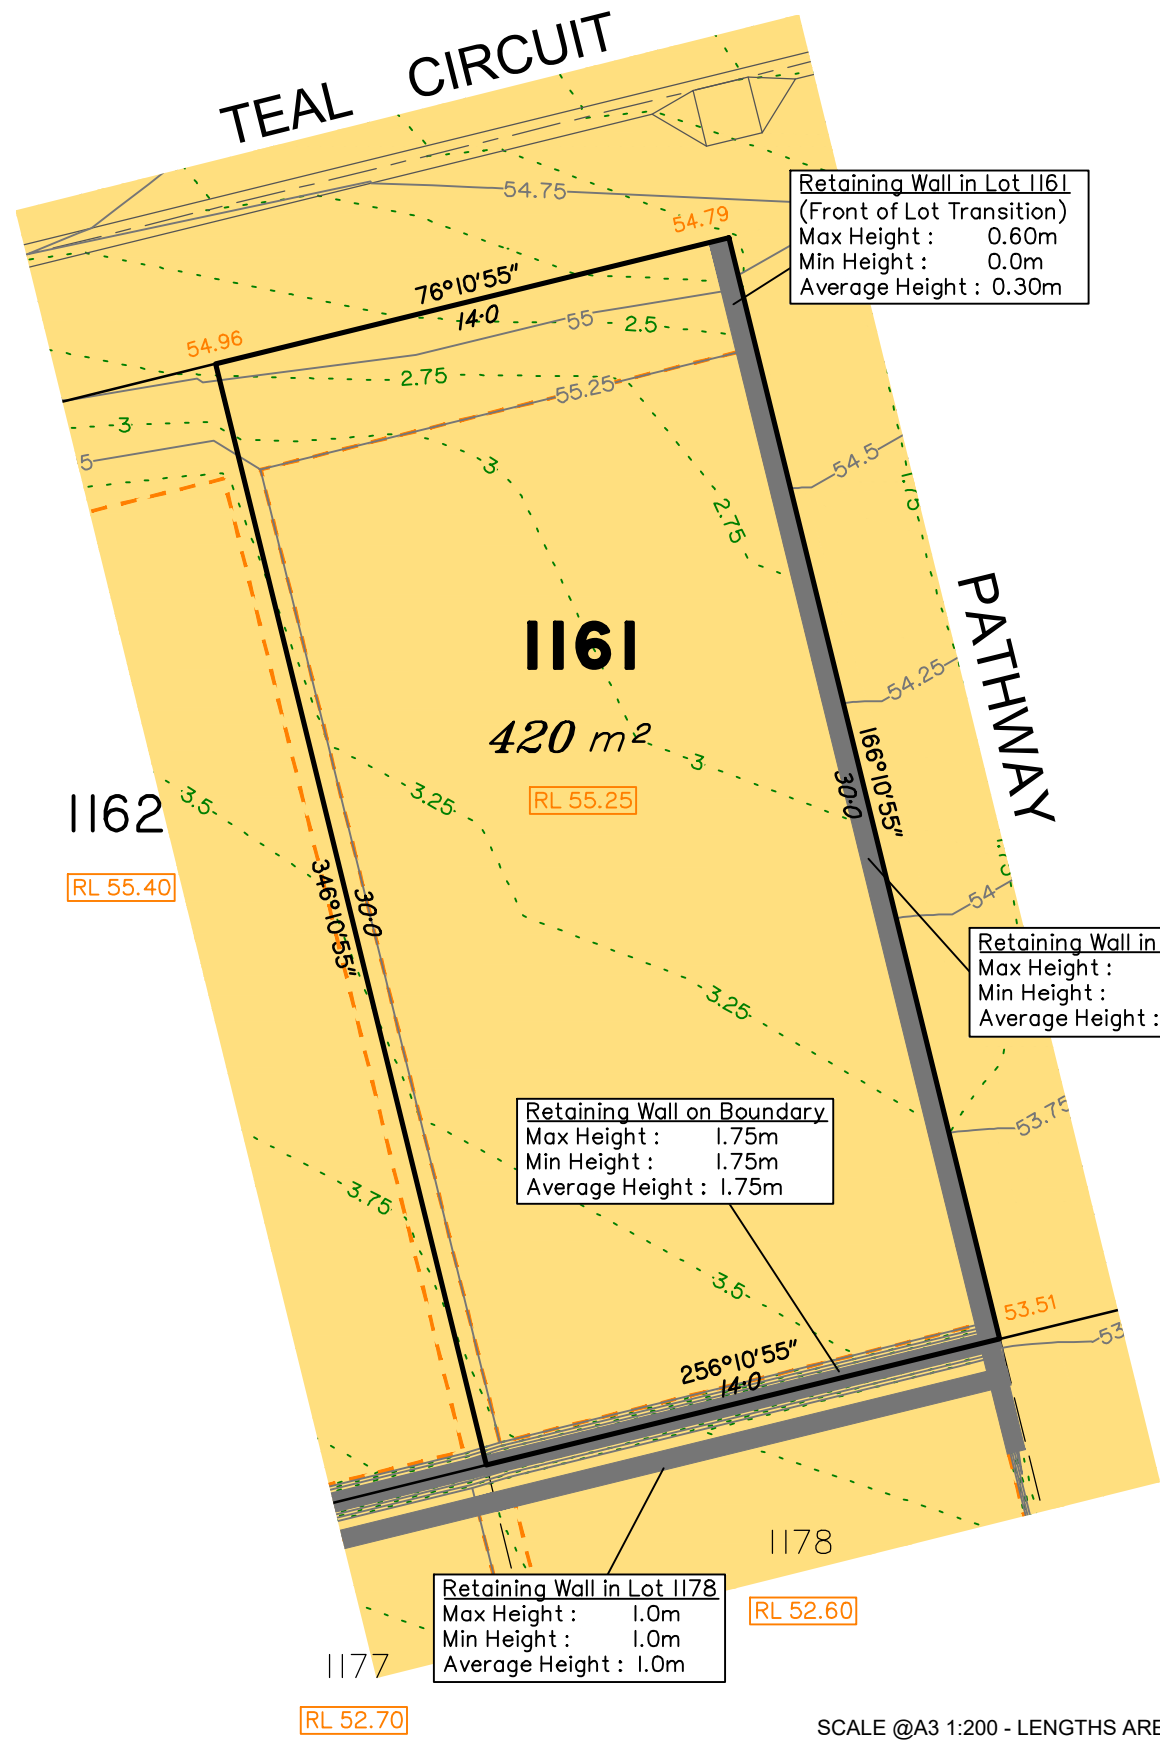 TEAL CIRCUIT
54.75
54.79
Retaining Wall in Lot 1161
(Front of Lot Transition)
Max Height : 0.60m
Min Height : 0.0m
Average Height : 0.30m
76°10'55"
14·0
55
2.5
54.96
2.75
55.25
3
5
3
54.5
1.75
2.75
PATHWAY
1161
54.25
420 m²
166°10'55"
30·0
3
RL 55.25
3.25
3.5
1162
RL 55.40
346°10'55"
30·0
1.75
54
Retaining Wall in
Max Height :
Min Height :
Average Height :
3.25
53.75
Retaining Wall on Boundary
Max Height : 1.75m
Min Height : 1.75m
Average Height : 1.75m
3.75
3.5
53.51
53
256°10'55"
14·0
1178
Retaining Wall in Lot 1178
Max Height : 1.0m
Min Height : 1.0m
Average Height : 1.0m
RL 52.60
1177
RL 52.70
SCALE @A3 1:200 - LENGTHS ARE